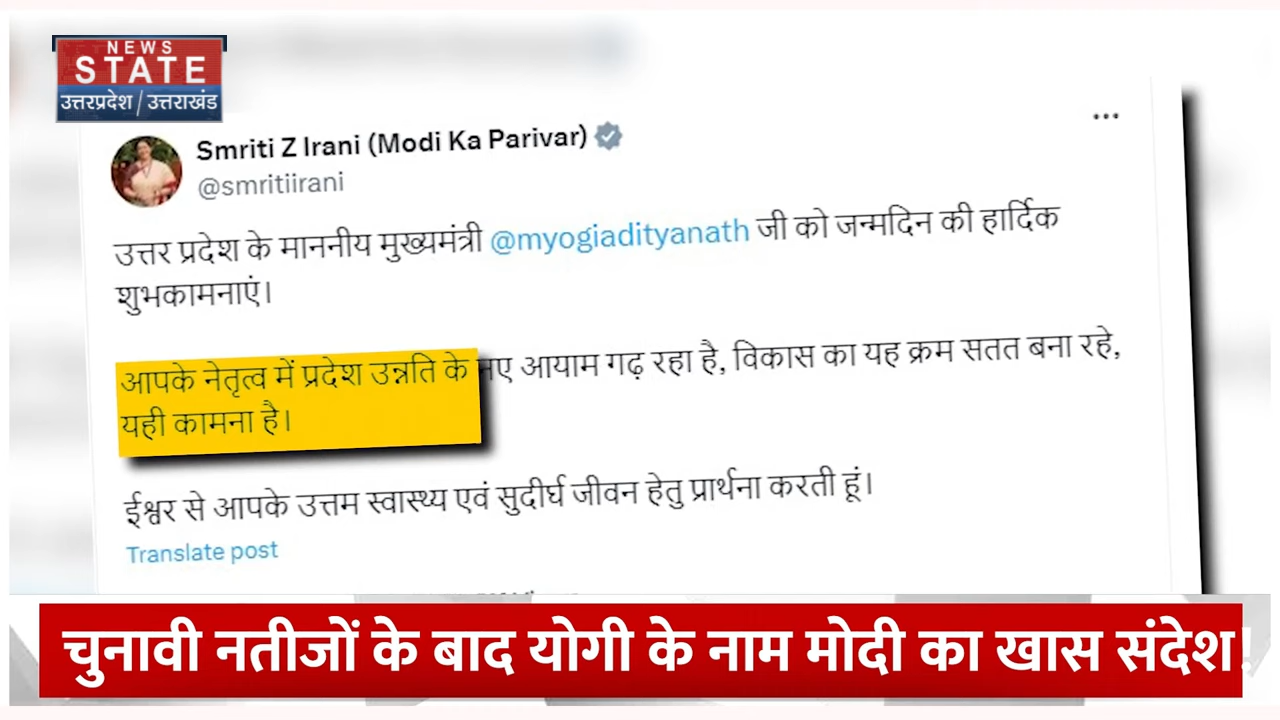 NEWS
STATE
उत्तरप्रदेश / उत्तराखंड
Smriti Z Irani (Modi Ka Parivar)
@smritiirani
उत्तर प्रदेश के माननीय मुख्यमंत्री @myogiadityanath जी को जन्मदिन की हार्दिक
शुभकामनाएं।
आपके नेतृत्व में प्रदेश उन्नति के नए आयाम गढ़ रहा है, विकास का यह क्रम सतत बना रहे,
यही कामना है।
ईश्वर से आपके उत्तम स्वास्थ्य एवं सुदीर्घ जीवन हेतु प्रार्थना करती हूं।
Translate post
चुनावी नतीजों के बाद योगी के नाम मोदी का खास संदेश!